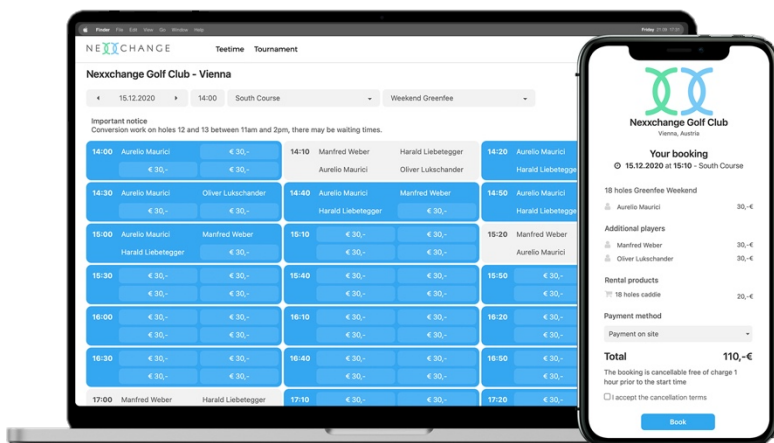 Finder File Edit View Go Window Help
NEXXCHANGE Teetime Tournament
Nexxchange Golf Club - Vienna
15.12.2020 14:00 South Course Weekend Greenfee
Important notice
Conversion work on holes 12 and 13 between 11am and 2pm, there may be waiting times.
14:00 Aurelio Maurici € 30,- 14:10 Manfred Weber Harald Liebetegger 14:20 Aurelio Maurici
€ 30,- € 30,- Aurelio Maurici Oliver Lukschander Harald Liebetegge
14:30 Aurelio Maurici Oliver Lukschander 14:40 Aurelio Maurici Manfred Weber 14:50 Aurelio Maurici
€ 30,- € 30,- Harald Liebetegger € 30,- Harald Liebetegge
15:00 Aurelio Maurici Manfred Weber 15:10 € 30,- € 30,- 15:20 Manfred Weber
Harald Liebetegger € 30,- € 30,- € 30,- Aurelio Maurici
15:30 € 30,- € 30,- 15:40 € 30,- € 30,- 15:50 € 30,-
€ 30,- € 30,- € 30,- € 30,- € 30,-
16:00 € 30,- € 30,- 16:10 € 30,- € 30,- 16:20 € 30,-
€ 30,- € 30,- € 30,- € 30,- € 30,-
16:30 € 30,- € 30,- 16:40 € 30,- € 30,- 16:50 € 30,-
€ 30,- € 30,- € 30,- € 30,- € 30,-
17:00 Manfred Weber Harald Liebetegger 17:10 € 30,- € 30,- 17:20 € 30,-
Nexxchange Golf Club
Vienna, Austria
Your booking
15.12.2020 at 15:10 - South Course
18 holes Greenfee Weekend
Aurelio Maurici 30,-€
Additional players
Manfred Weber 30,-€
Oliver Lukschander 30,-€
Rental products
18 holes caddie 20,-€
Payment method
Payment on site
Total 110,-€
The booking is cancellable free of charge 1
hour prior to the start time
I accept the cancellation terms
Book